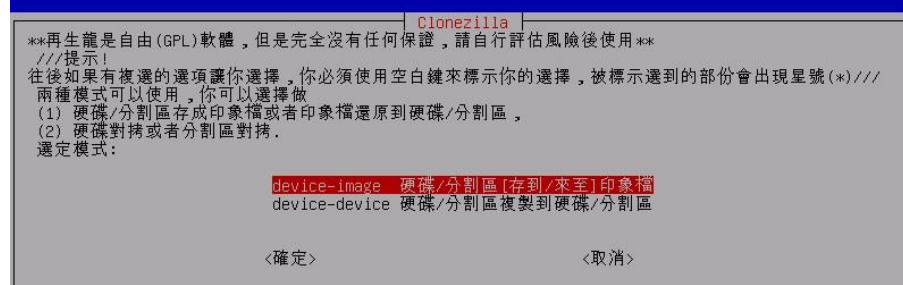 Clonezilla
**再生龍是自由(GPL)軟體，但是完全沒有任何保證，請自行評估風險後使用**
///提示!
往後如果有複選的選項讓你選擇，你必須使用空白鍵來標示你的選擇，被標示選到的部份會出現星號(*)///
兩種模式可以使用，你可以選擇做
(1) 硬碟/分割區存成印象檔或者印象檔還原到硬碟/分割區，
(2) 硬碟對拷或者分割區對拷.
選定模式:
device-image 硬碟/分割區[存到/來至]印象檔
device-device 硬碟/分割區複製到硬碟/分割區
<確定> <取消>